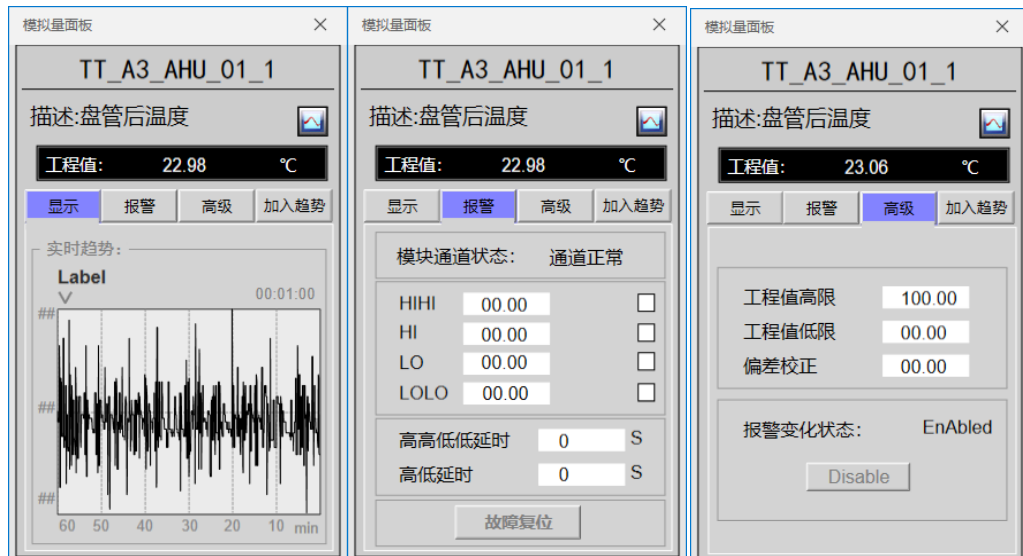 模拟量面板
TT_A3_AHU_01_1
描述:盘管后温度
工程值: 22.98 ℃
显示 报警 高级 加入趋势
实时趋势:
Label
00:01:00
##
##
##
60 50 40 30 20 10 min
模拟量面板
TT_A3_AHU_01_1
描述:盘管后温度
工程值: 22.98 ℃
显示 报警 高级 加入趋势
模块通道状态: 通道正常
HIHI 00.00
HI 00.00
LO 00.00
LOLO 00.00
高高低低延时 0 S
高低延时 0 S
故障复位
模拟量面板
TT_A3_AHU_01_1
描述:盘管后温度
工程值: 23.06 ℃
显示 报警 高级 加入趋势
工程值高限 100.00
工程值低限 00.00
偏差校正 00.00
报警变化状态: EnAbled
Disable